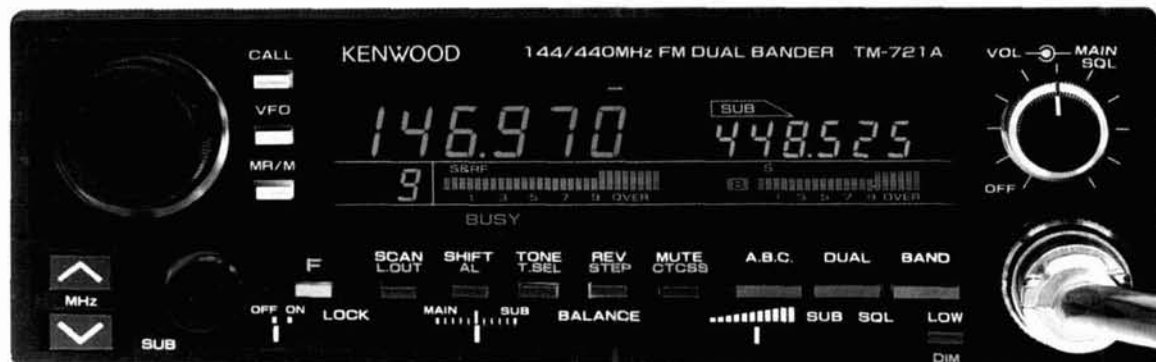 CALL
KENWOOD 144/440MHz FM DUAL BANDER TM-721A
VOL MAIN
SQL
VFO
SUB
146.970 448.525
MR/M
S&RF S
9
1 3 5 7 9 OVER
1 3 5 7 9 OVER
OFF
BUSY
SCAN SHIFT TONE REV MUTE A.B.C. DUAL BAND
F L.OUT AL T.SEL STEP CTCSS
MHz
OFF ON LOCK MAIN SUB BALANCE SUB SQL LOW
SUB
DIM